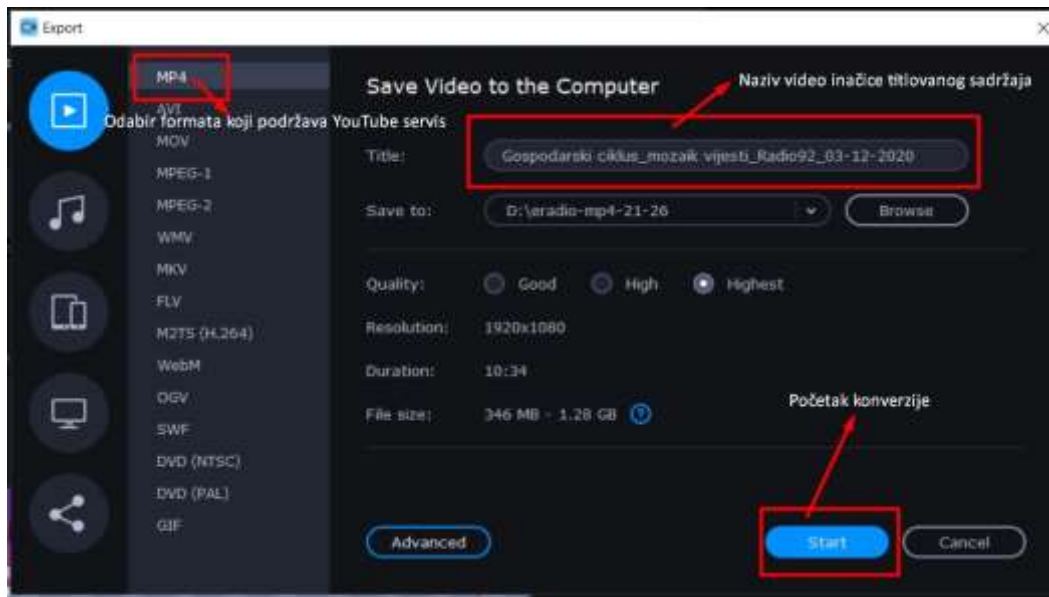 Export
MP4
AVI
Odabir formata koji podržava YouTube servis
MOV
MPEG-1
MPEG-2
WMV
MKV
FLV
M2TS (H.264)
WebM
OGV
SWF
DVD (NTSC)
DVD (PAL)
GIF
Save Video to the Computer
Naziv video inačice titlovanog sadržaja
Title: Gospodarski ciklus_mozaik vijesti_Radio92_03-12-2020
Save to: D:\eradio-mp4-21-26 Browse
Quality: Good High Highest
Resolution: 1920x1080
Duration: 10:34
File size: 346 MB - 1.28 GB ?
Početak konverzije
Advanced Start Cancel